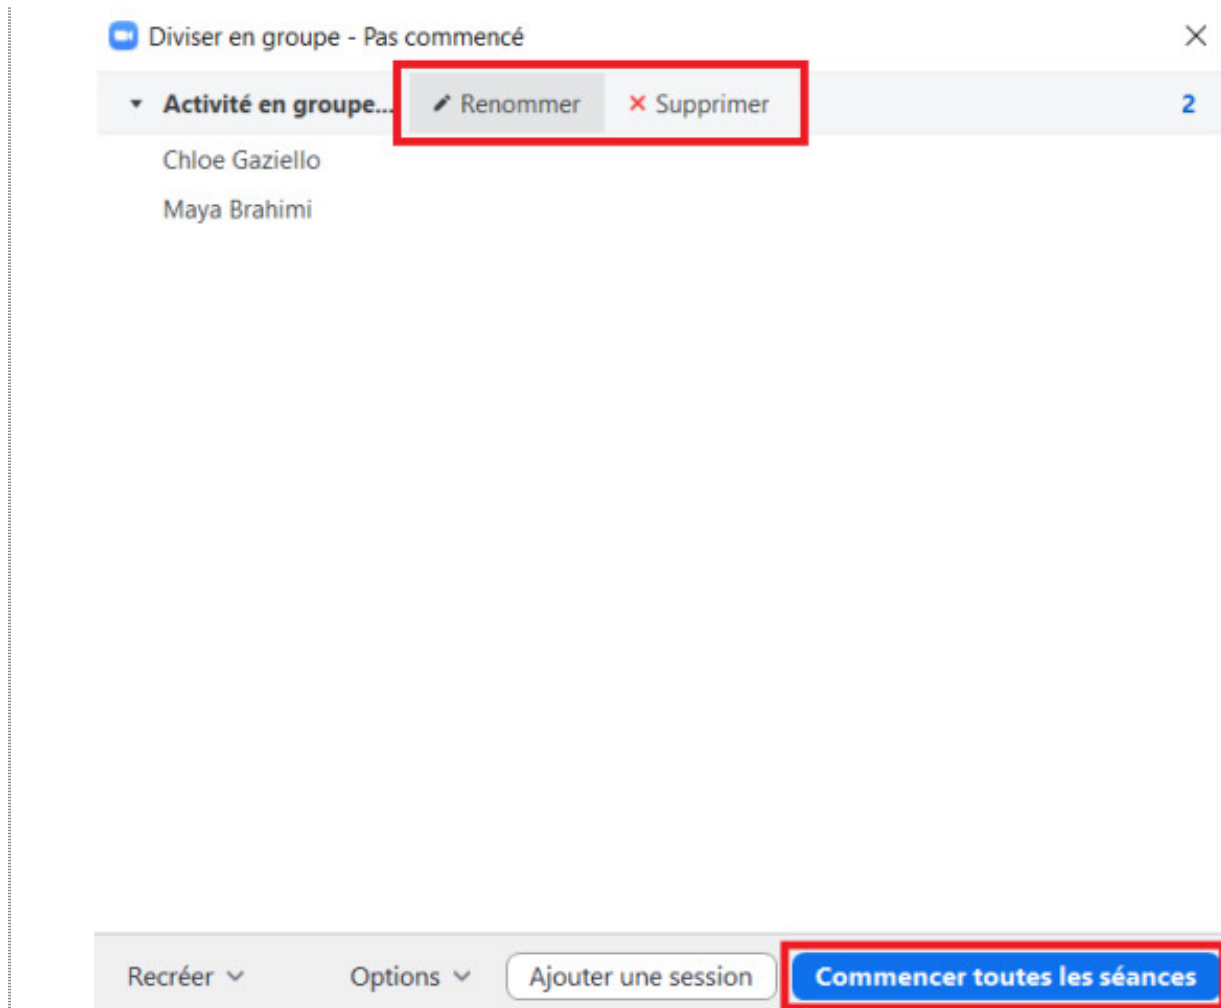 Diviser en groupe - Pas commencé
Activité en groupe... Renommer Supprimer 2
Chloe Gaziello
Maya Brahimi
Recréer Options Ajouter une session Commencer toutes les séances